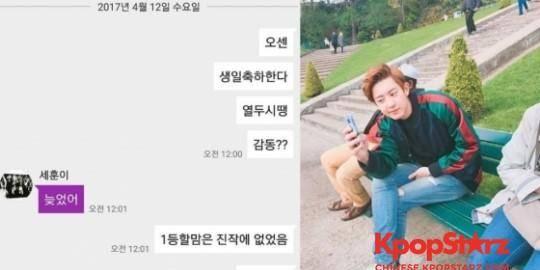 2017년 4월 12일 수요일
오센
생일축하한다
열두시땡
감동??
오전 12:00
세훈이
늦었어
오전 12:01
1등할맘은 진작에 없었음
오전 12:01
KpopStarz
CHINESE.KPOPSTARZ.COM